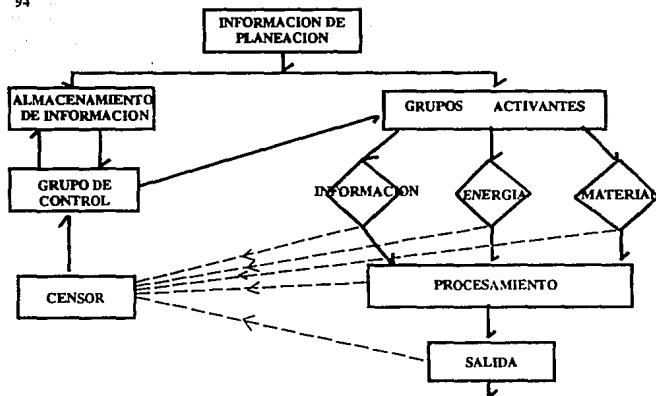 94
INFORMACION DE
PLANEACION
ALMACENAMIENTO
DE INFORMACION
GRUPOS ACTIVANTES
GRUPO DE
CONTROL
INFORMACION
ENERGIA
MATERIAL
CENSOR
PROCESAMIENTO
SALIDA